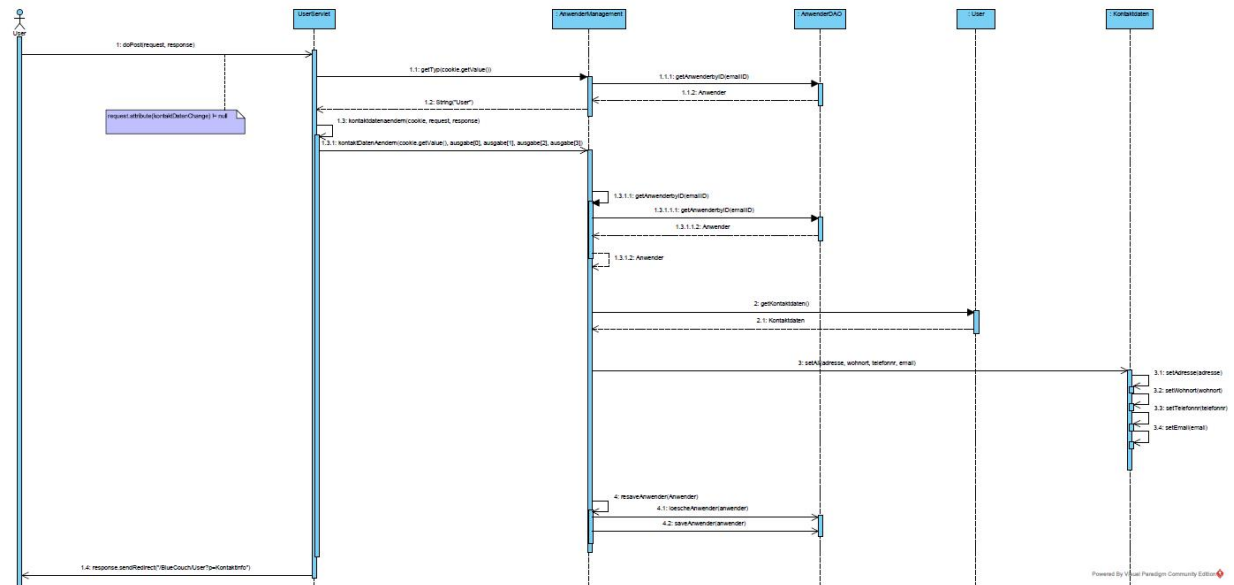 UserServlet
: AnwenderManagement
: AnwenderDAO
: User
: Kontaktdaten
User
1: doPost(request, response)
1.1: getTyp(cookie.getValue())
1.1.1: getAnwenderbyID(emailID)
1.1.2: Anwender
1.2: String("User")
request.attribute(kontaktDatenChange) != null
1.3: kontaktdatenaendern(cookie, request, response)
1.3.1: kontaktDatenAendern(cookie.getValue(), ausgabe[0], ausgabe[1], ausgabe[2], ausgabe[3])
1.3.1.1: getAnwenderbyID(emailID)
1.3.1.1.1: getAnwenderbyID(emailID)
1.3.1.1.2: Anwender
1.3.1.2: Anwender
2: getKontaktdaten()
2.1: Kontaktdaten
3: setAll(adresse, wohnort, telefonnr, email)
3.1: setAdresse(adresse)
3.2: setWohnort(wohnort)
3.3: setTelefonnr(telefonnr)
3.4: setEmail(email)
4: resaveAnwender(Anwender)
4.1: loescheAnwender(anwender)
4.2: saveAnwender(anwender)
1.4: response.sendRedirect("/BlueCouch/User?p=KontaktInfo")
Powered By Visual Paradigm Community Edition